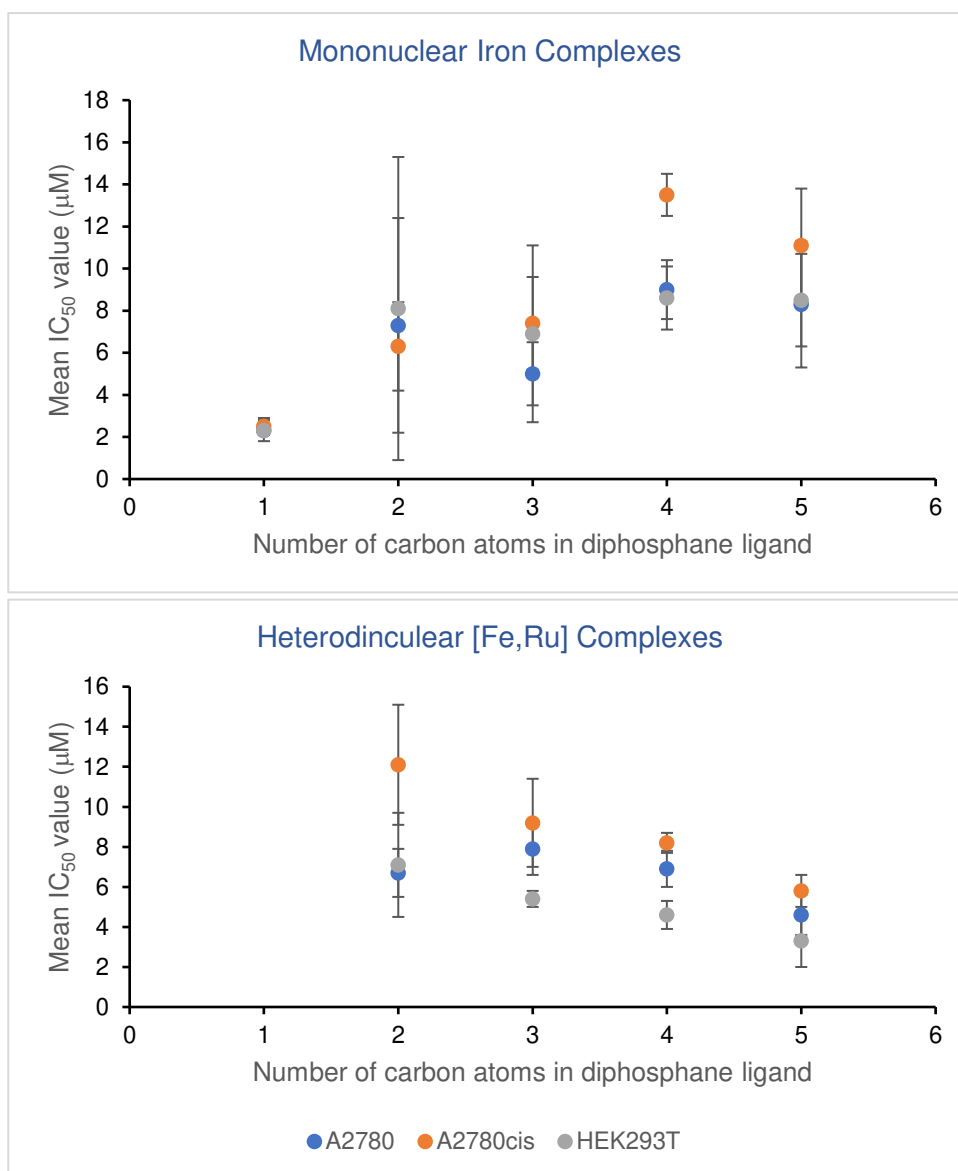 Mononuclear Iron Complexes
18
16
14
12
10
8
6
4
2
0
Mean IC₅₀ value (μM)
0 1 2 3 4 5 6
Number of carbon atoms in diphosphane ligand
Heterodinculear [Fe,Ru] Complexes
16
14
12
10
8
6
4
2
0
Mean IC₅₀ value (μM)
0 1 2 3 4 5 6
Number of carbon atoms in diphosphane ligand
A2780 A2780cis HEK293T